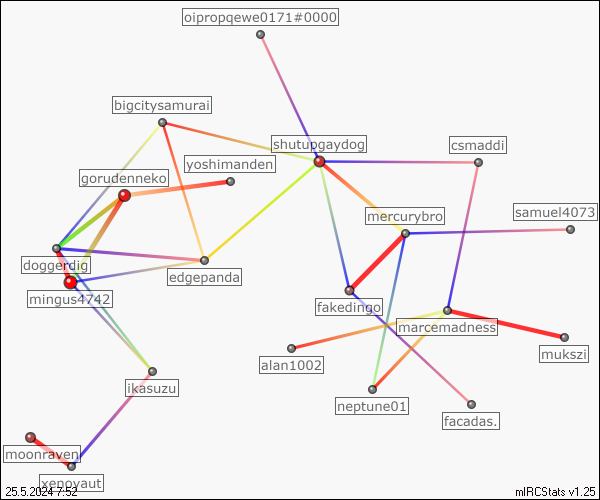 oipropqewe0171#0000
bigcitysamurai
shutupgaydog
csmaddi
yoshimanden
gorudenneko
samuel4073
mercurybro
doggerdig
edgepanda
mingus4742
fakedingo
marcemadness
mukszi
alan1002
ikasuzu
neptune01
facadas.
moonraven
xenoyaut
25.5.2024 7:52
mIRCStats v1.25